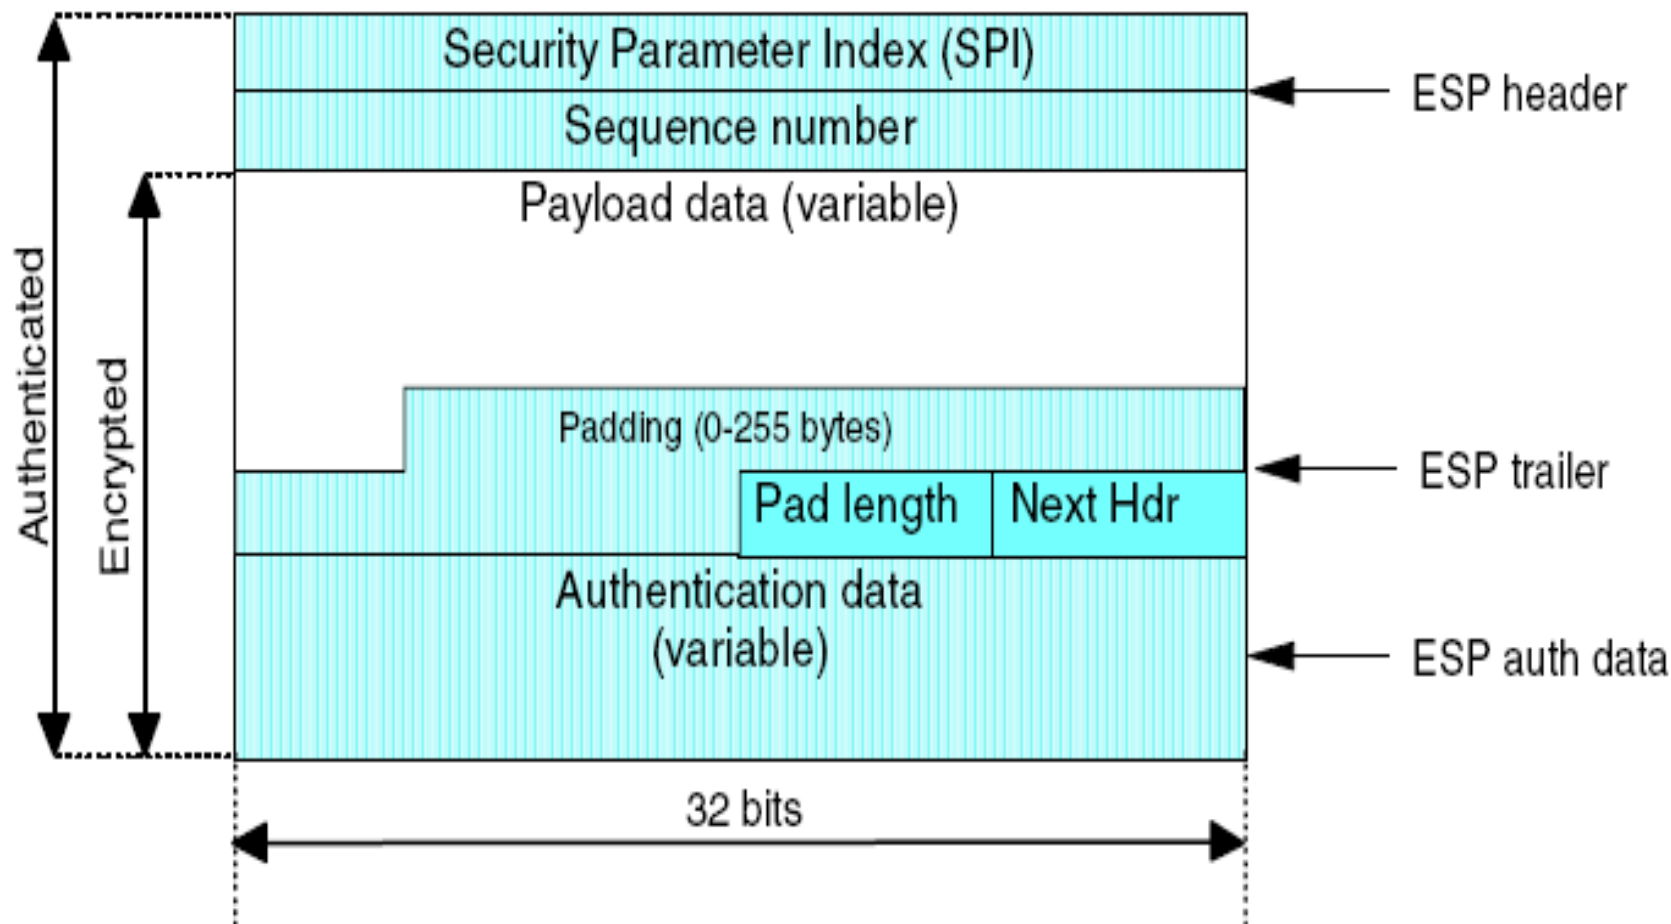 Security Parameter Index (SPI)
ESP header
Sequence number
Payload data (variable)
Authenticated
Encrypted
Padding (0-255 bytes)
ESP trailer
Pad length
Next Hdr
Authentication data
(variable)
ESP auth data
32 bits